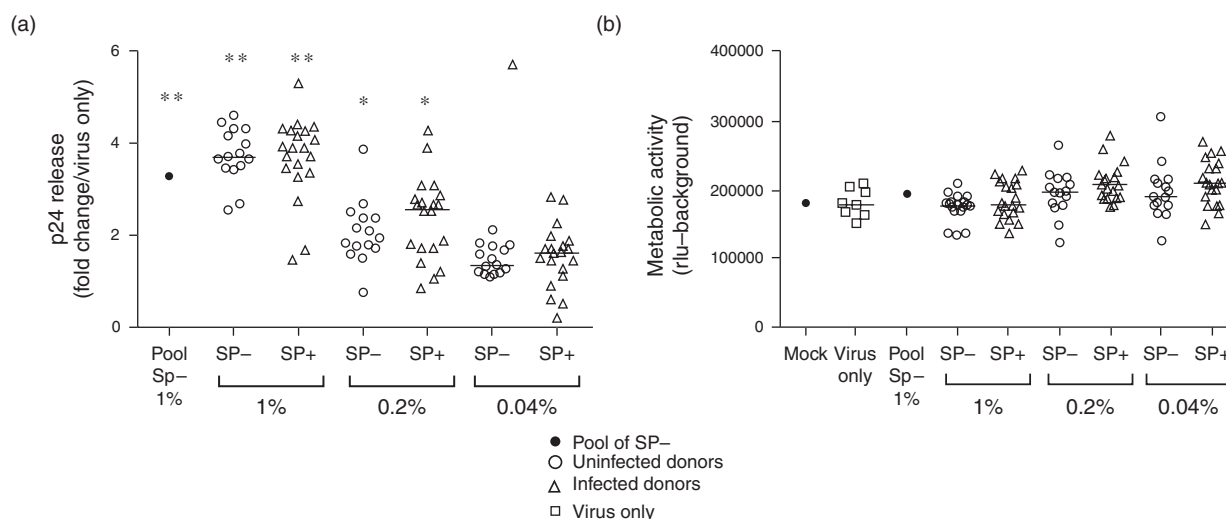 (a)
p24 release
(fold change/virus only)
6
4
2
0
**
**
**
*
*
Pool
Sp–
1%
SP–
SP+
SP–
SP+
SP–
SP+
1%
0.2%
0.04%
(b)
Metabolic activity
(rlu–background)
400000
300000
200000
100000
0
Mock
Virus
only
Pool
Sp–
1%
SP–
SP+
SP–
SP+
SP–
SP+
1%
0.2%
0.04%
Pool of SP–
Uninfected donors
Infected donors
Virus only